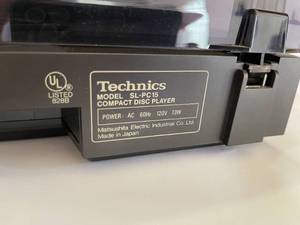 UL
LISTED
828B
Technics
MODEL SL-PC15
COMPACT DISC PLAYER
POWER: AC 60Hz 120V 13W
Matsushita Electric Industrial Co. Ltd.
Made in Japan